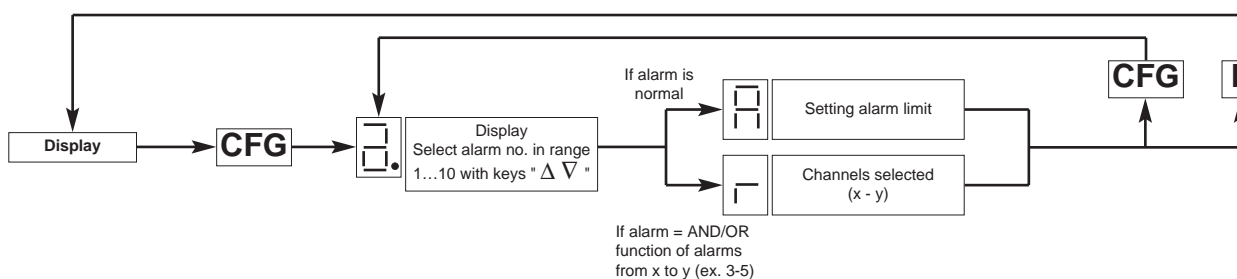 Display
CFG
Display
Select alarm no. in range
1...10 with keys " Δ ∇ "
If alarm is
normal
Setting alarm limit
Channels selected
(x - y)
If alarm = AND/OR
function of alarms
from x to y (ex. 3-5)
CFG